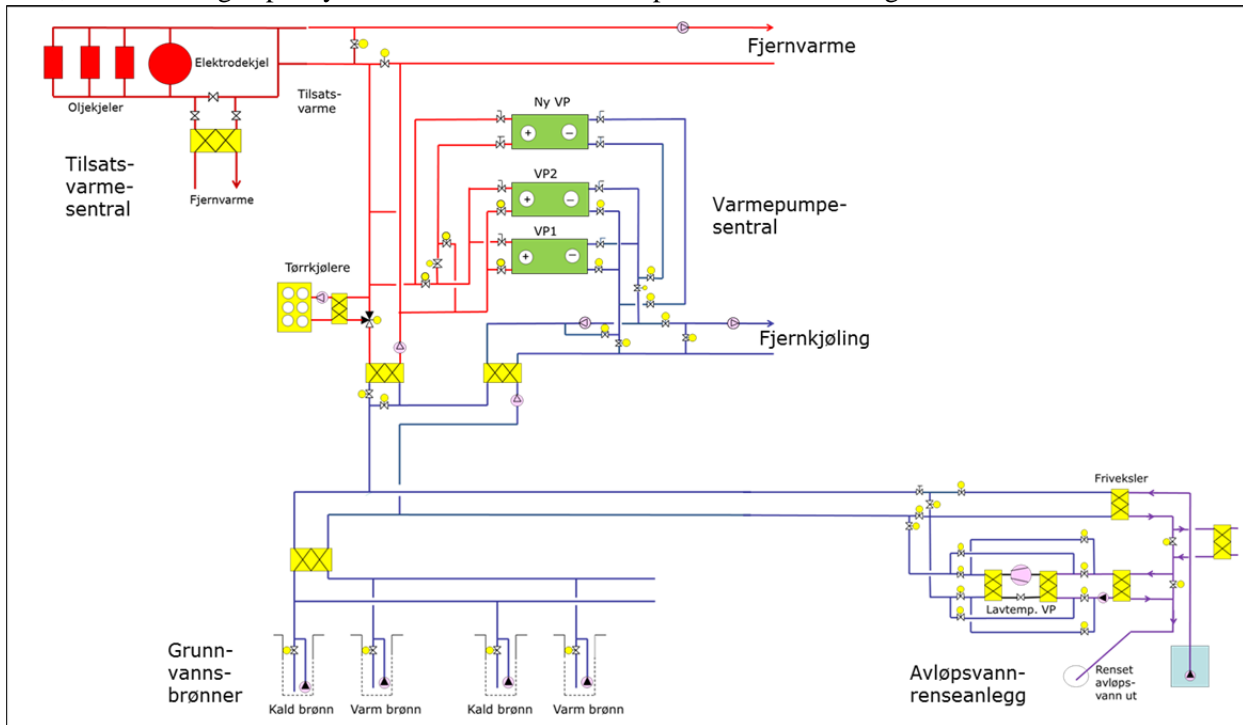 Elektrodekjel
Oljekjeler
Tilsats-
varme
Tilsats-
varme-
sentral
Fjernvarme
Fjernvarme
Ny VP
+
−
VP2
+
−
VP1
+
−
Varmepumpe-
sentral
Tørrkjølere
Fjernkjøling
Friveksler
Lavtemp. VP
Grunn-
vanns-
brønner
Kald brønn
Varm brønn
Kald brønn
Varm brønn
Avløpsvann-
renseanlegg
Renset
avløps-
vann ut